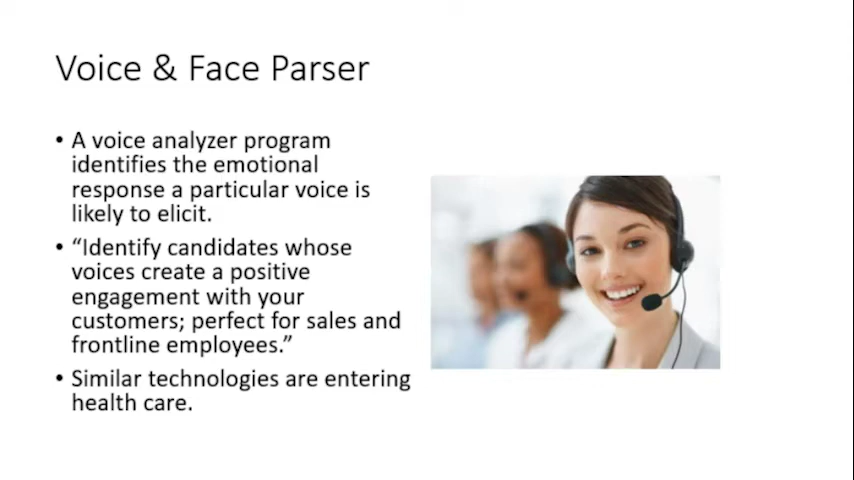 Voice & Face Parser
• A voice analyzer program
identifies the emotional
response a particular voice is
likely to elicit.
• “Identify candidates whose
voices create a positive
engagement with your
customers; perfect for sales and
frontline employees.”
• Similar technologies are entering
health care.